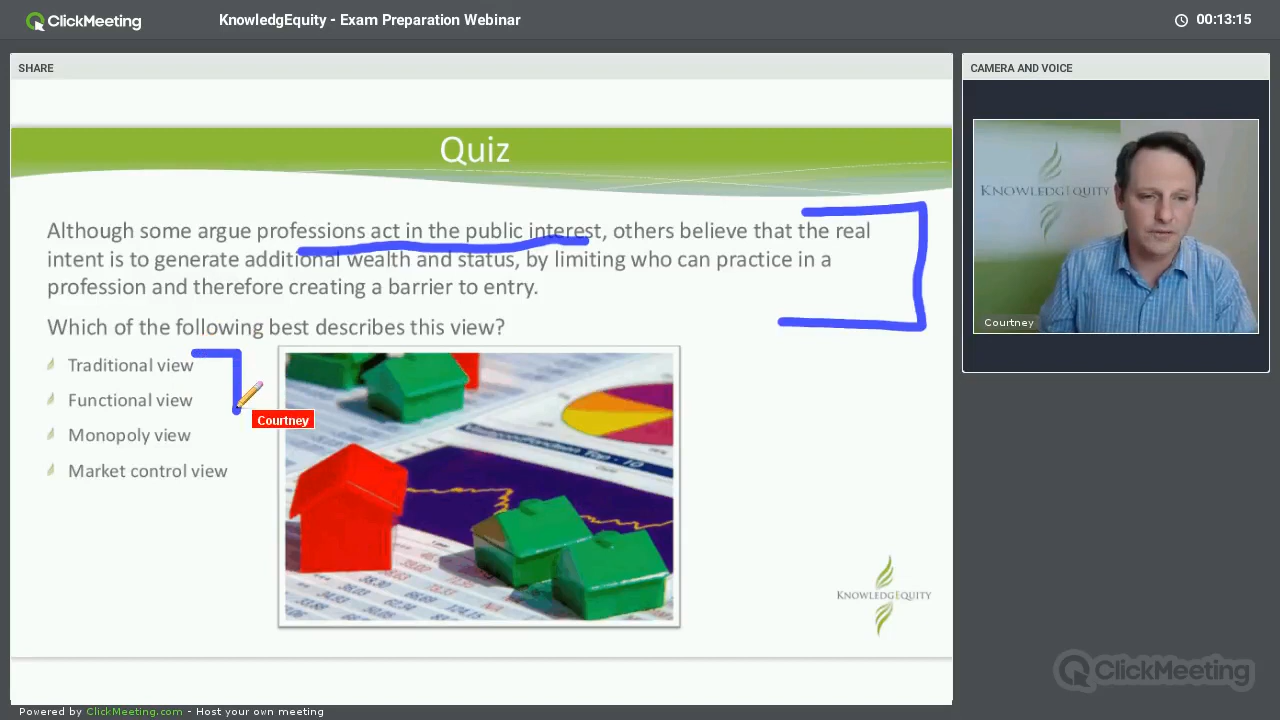 ClickMeeting
KnowledgEquity - Exam Preparation Webinar
00:13:15
SHARE
CAMERA AND VOICE
Quiz
Although some argue professions act in the public interest, others believe that the real
intent is to generate additional wealth and status, by limiting who can practice in a
profession and therefore creating a barrier to entry.
Which of the following best describes this view?
Traditional view
Functional view
Monopoly view
Market control view
Courtney
KNOWLEDGEQUITY
KNOWLEDGEQUITY
Courtney
ClickMeeting
Powered by ClickMeeting.com - Host your own meeting